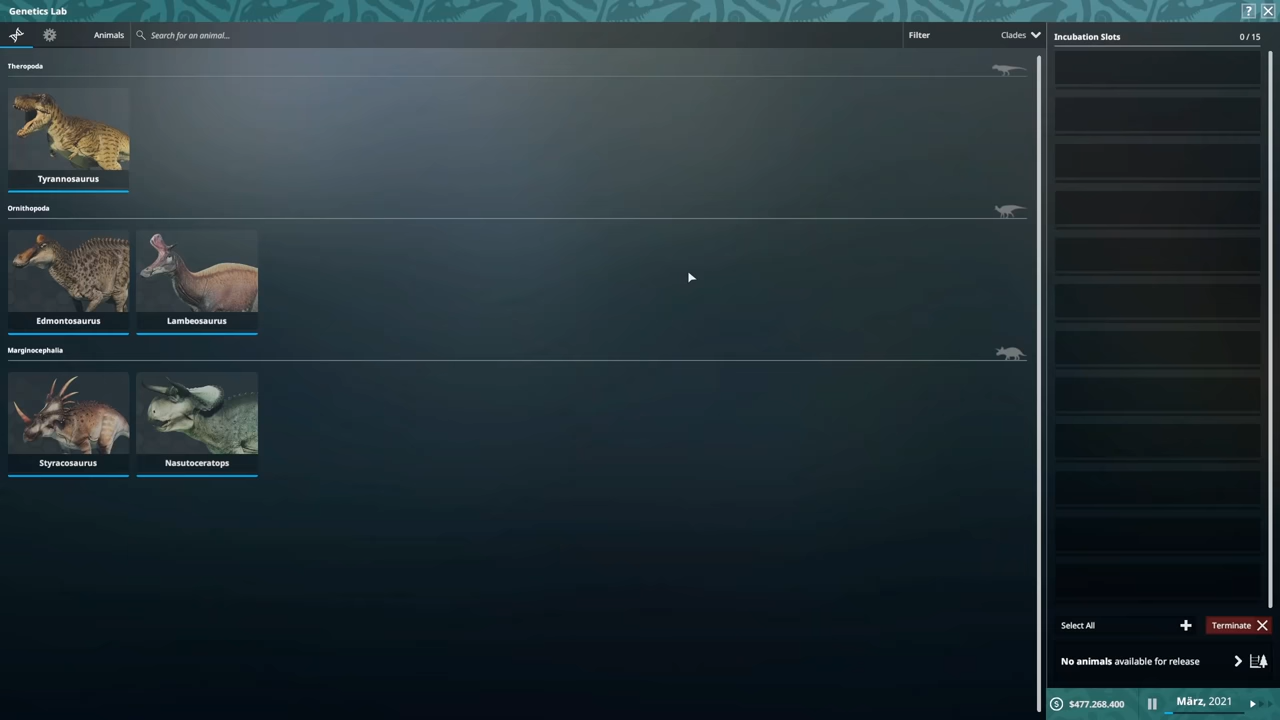 Genetics Lab
?
Animals
Search for an animal...
Filter
Clades
Incubation Slots
0 / 15
Theropoda
Tyrannosaurus
Ornithopoda
Edmontosaurus
Lambeosaurus
Marginocephalia
Styracosaurus
Nasutoceratops
Select All
Terminate
No animals available for release
$477.268.400
März, 2021